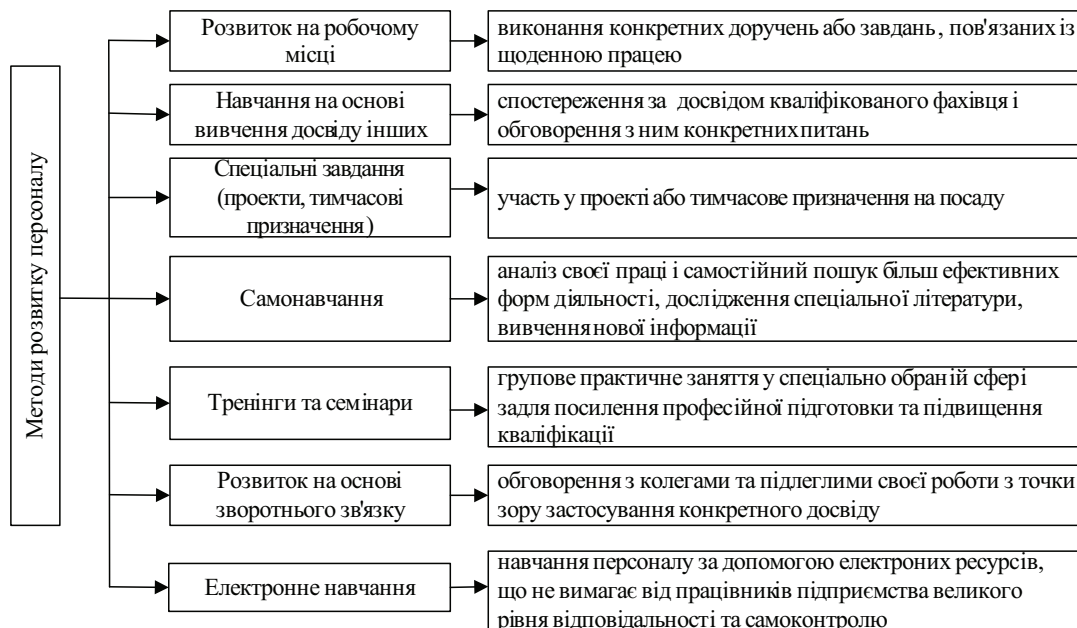 Методи розвитку персоналу
Розвиток на робочому
місці
виконання конкретних доручень або завдань, пов'язаних із
щоденною працею
Навчання на основі
вивчення досвіду інших
спостереження за досвідом кваліфікованого фахівця і
обговорення з ним конкретних питань
Спеціальні завдання
(проекти, тимчасові
призначення)
участь у проекті або тимчасове призначення на посаду
Самонавчання
аналіз своєї праці і самостійний пошук більш ефективних
форм діяльності, дослідження спеціальної літератури,
вивчення нової інформації
Тренінги та семінари
групове практичне заняття у спеціально обраній сфері
задля посилення професійної підготовки та підвищення
кваліфікації
Розвиток на основі
зворотнього зв'язку
обговорення з колегами та підлеглими своєї роботи з точки
зору застосування конкретного досвіду
Електронне навчання
навчання персоналу за допомогою електроних ресурсів,
що не вимагає від працівників підприємства великого
рівня відповідальності та самоконтролю